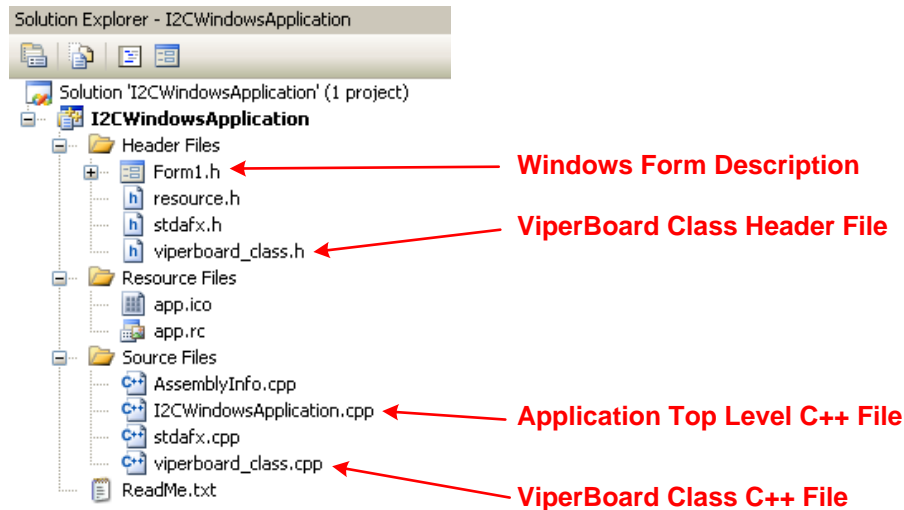 Solution Explorer - I2CWindowsApplication
Solution 'I2CWindowsApplication' (1 project)
I2CWindowsApplication
Header Files
Form1.h
Windows Form Description
resource.h
stdafx.h
ViperBoard Class Header File
viperboard_class.h
Resource Files
app.ico
app.rc
Source Files
AssemblyInfo.cpp
I2CWindowsApplication.cpp
Application Top Level C++ File
stdafx.cpp
viperboard_class.cpp
ReadMe.txt
ViperBoard Class C++ File